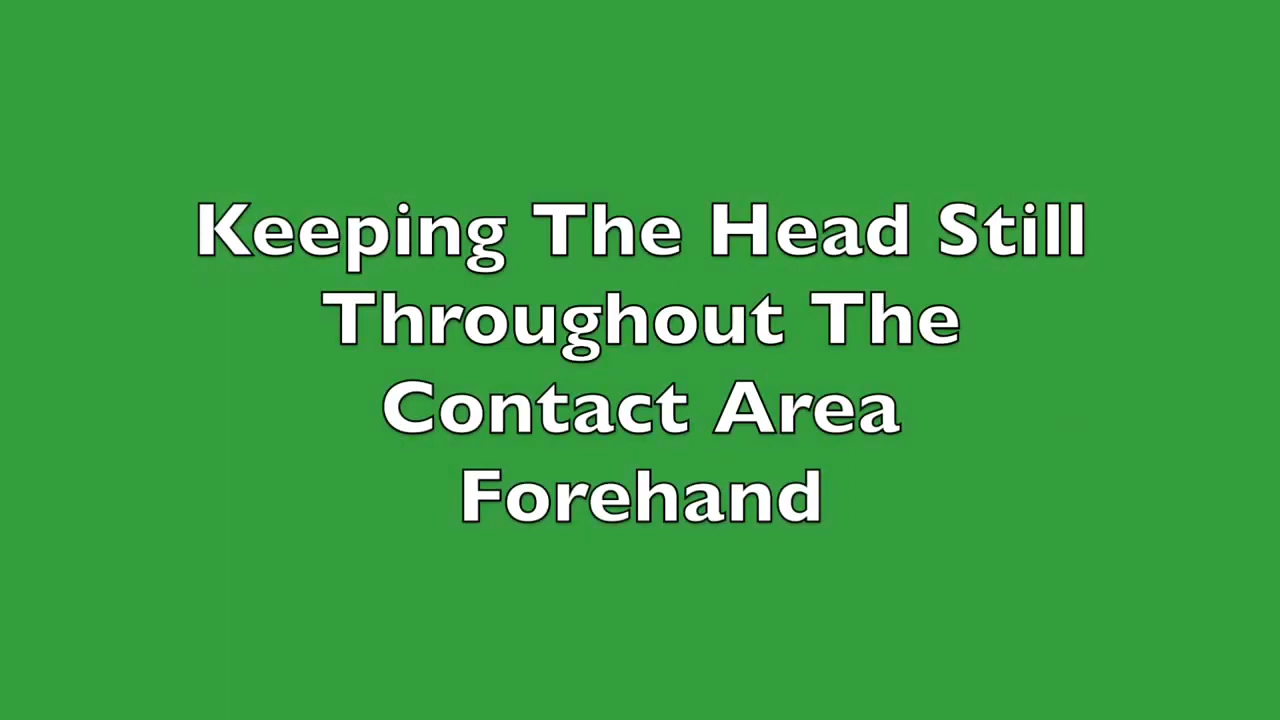 Keeping The Head Still
Throughout The
Contact Area
Forehand